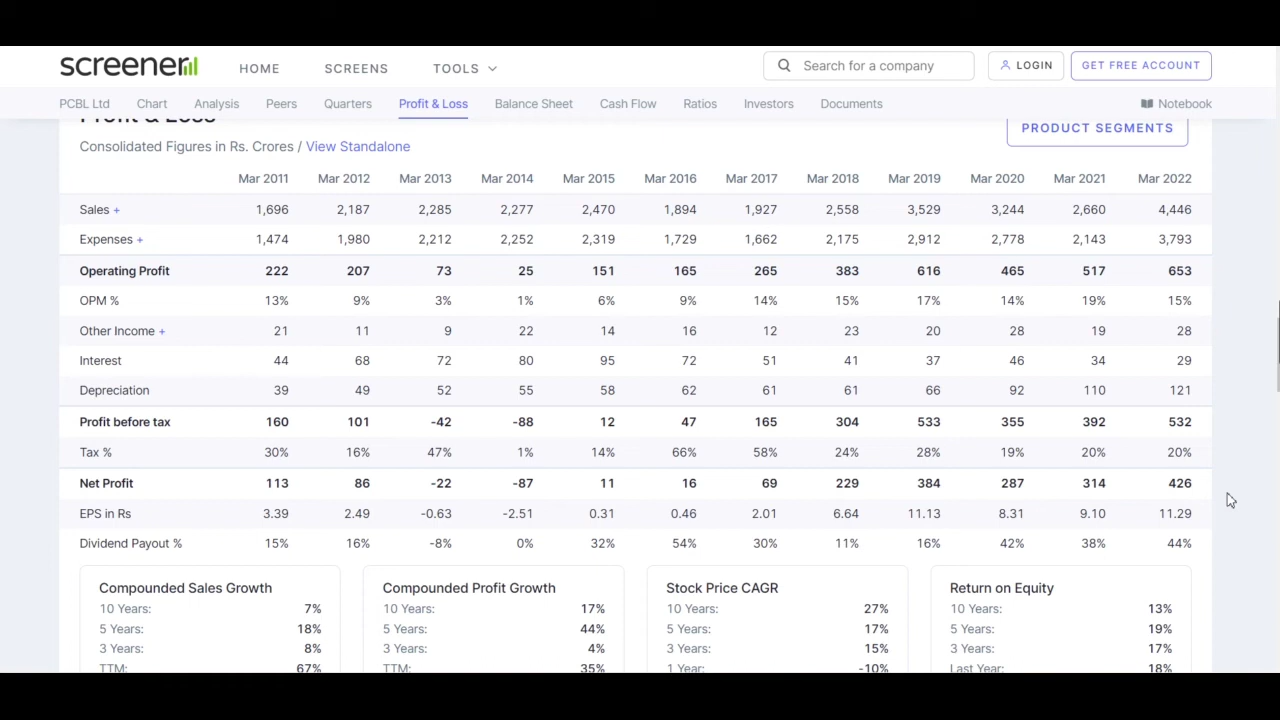 screener HOME SCREENS TOOLS Search for a company LOGIN GET FREE ACCOUNT
PCBL Ltd Chart Analysis Peers Quarters Profit & Loss Balance Sheet Cash Flow Ratios Investors Documents Notebook
Profit & Loss PRODUCT SEGMENTS
Consolidated Figures in Rs. Crores / View Standalone
Mar 2011 Mar 2012 Mar 2013 Mar 2014 Mar 2015 Mar 2016 Mar 2017 Mar 2018 Mar 2019 Mar 2020 Mar 2021 Mar 2022
Sales + 1,696 2,187 2,285 2,277 2,470 1,894 1,927 2,558 3,529 3,244 2,660 4,446
Expenses + 1,474 1,980 2,212 2,252 2,319 1,729 1,662 2,175 2,912 2,778 2,143 3,793
Operating Profit 222 207 73 25 151 165 265 383 616 465 517 653
OPM % 13% 9% 3% 1% 6% 9% 14% 15% 17% 14% 19% 15%
Other Income + 21 11 9 22 14 16 12 23 20 28 19 28
Interest 44 68 72 80 95 72 51 41 37 46 34 29
Depreciation 39 49 52 55 58 62 61 61 66 92 110 121
Profit before tax 160 101 -42 -88 12 47 165 304 533 355 392 532
Tax % 30% 16% 47% 1% 14% 66% 58% 24% 28% 19% 20% 20%
Net Profit 113 86 -22 -87 11 16 69 229 384 287 314 426
EPS in Rs 3.39 2.49 -0.63 -2.51 0.31 0.46 2.01 6.64 11.13 8.31 9.10 11.29
Dividend Payout % 15% 16% -8% 0% 32% 54% 30% 11% 16% 42% 38% 44%
Compounded Sales Growth Compounded Profit Growth Stock Price CAGR Return on Equity
10 Years: 7% 10 Years: 17% 10 Years: 27% 10 Years: 13%
5 Years: 18% 5 Years: 44% 5 Years: 17% 5 Years: 19%
3 Years: 8% 3 Years: 4% 3 Years: 15% 3 Years: 17%
TTM: 67% TTM: 35% 1 Year: -10% Last Year: 18%